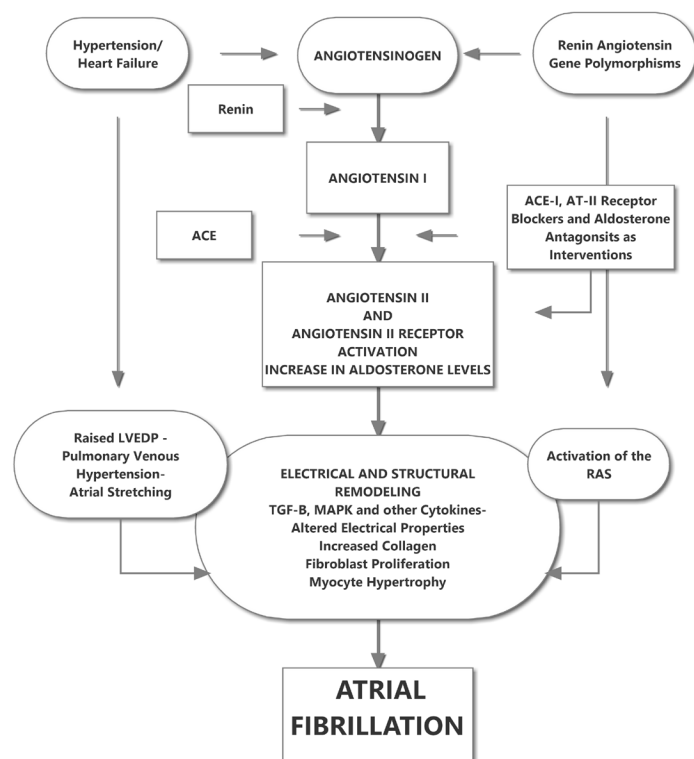 Hypertension/
Heart Failure
ANGIOTENSINOGEN
Renin Angiotensin
Gene Polymorphisms
Renin
ANGIOTENSIN I
ACE-I, AT-II Receptor
Blockers and Aldosterone
Antagonsits as
Interventions
ACE
ANGIOTENSIN II
AND
ANGIOTENSIN II RECEPTOR
ACTIVATION
INCREASE IN ALDOSTERONE LEVELS
Raised LVEDP -
Pulmonary Venous
Hypertension-
Atrial Stretching
ELECTRICAL AND STRUCTURAL
REMODELING
TGF-B, MAPK and other Cytokines-
Altered Electrical Properties
Increased Collagen
Fibroblast Proliferation
Myocyte Hypertrophy
Activation of the
RAS
ATRIAL
FIBRILLATION